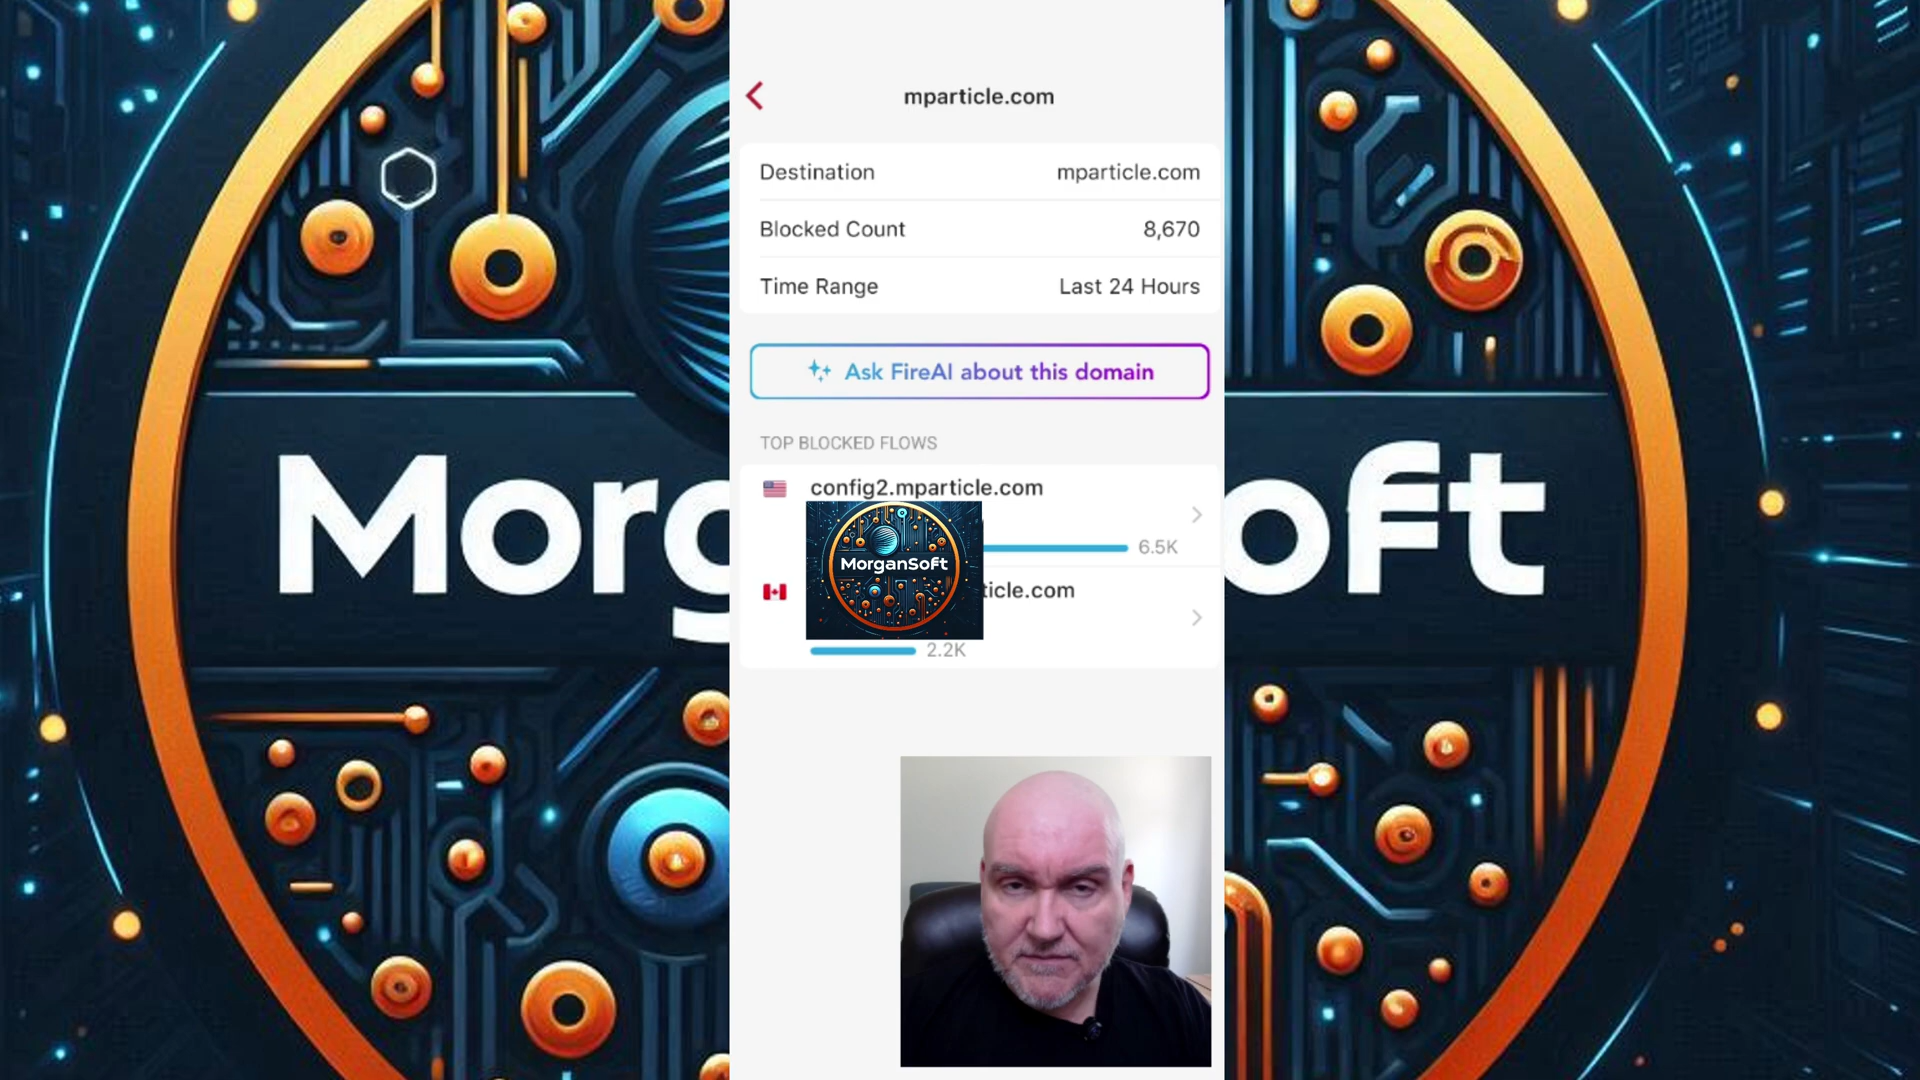 mparticle.com
Destination mparticle.com
Blocked Count 8,670
Time Range Last 24 Hours
Ask FireAI about this domain
TOP BLOCKED FLOWS
config2.mparticle.com
6.5K
MorganSoft
ticle.com
2.2K
Morg
oft